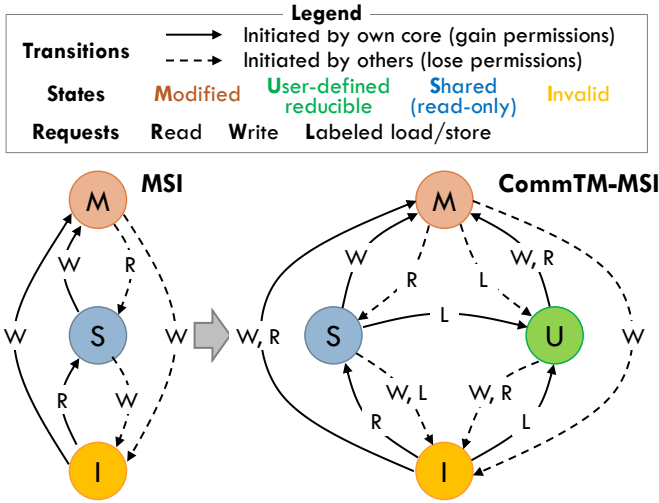 Legend
Transitions
Initiated by own core (gain permissions)
Initiated by others (lose permissions)
States
Modified
User-defined
reducible
Shared
(read-only)
Invalid
Requests Read Write Labeled load/store
MSI
CommTM-MSI
M
W
R
W
W
S
R
W
I
M
W
R
L
W, R
W, R
W
S
L
U
W, L
W, R
R
L
I